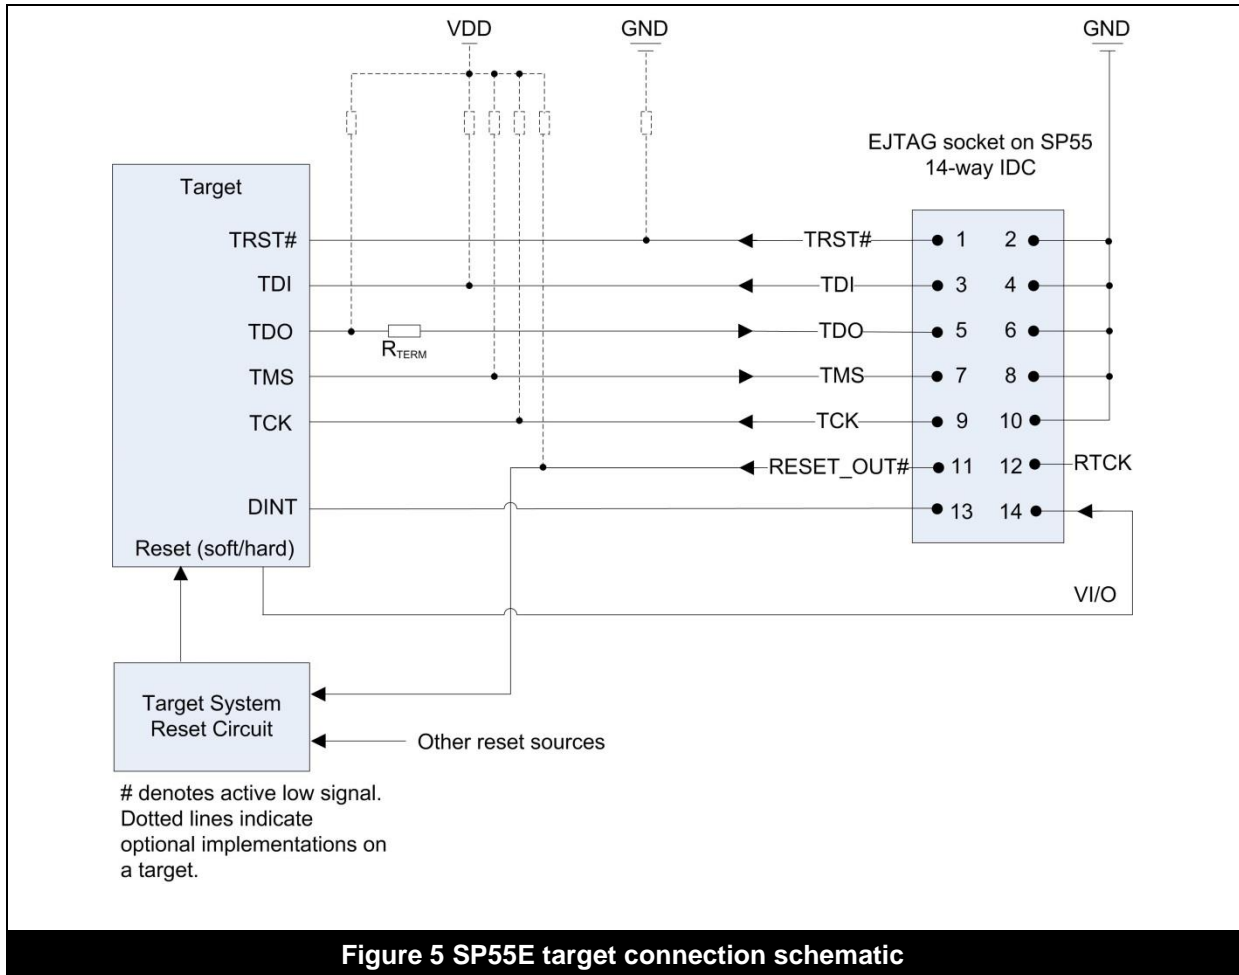 VDD
GND
GND
EJTAG socket on SP55
14-way IDC
Target
TRST#
TRST#
1
2
TDI
TDI
3
4
TDO
RTERM
TDO
5
6
TMS
TMS
7
8
TCK
TCK
9
10
RESET_OUT#
11
12
RTCK
DINT
13
14
Reset (soft/hard)
VI/O
Target System
Reset Circuit
Other reset sources
# denotes active low signal.
Dotted lines indicate
optional implementations on
a target.
Figure 5 SP55E target connection schematic